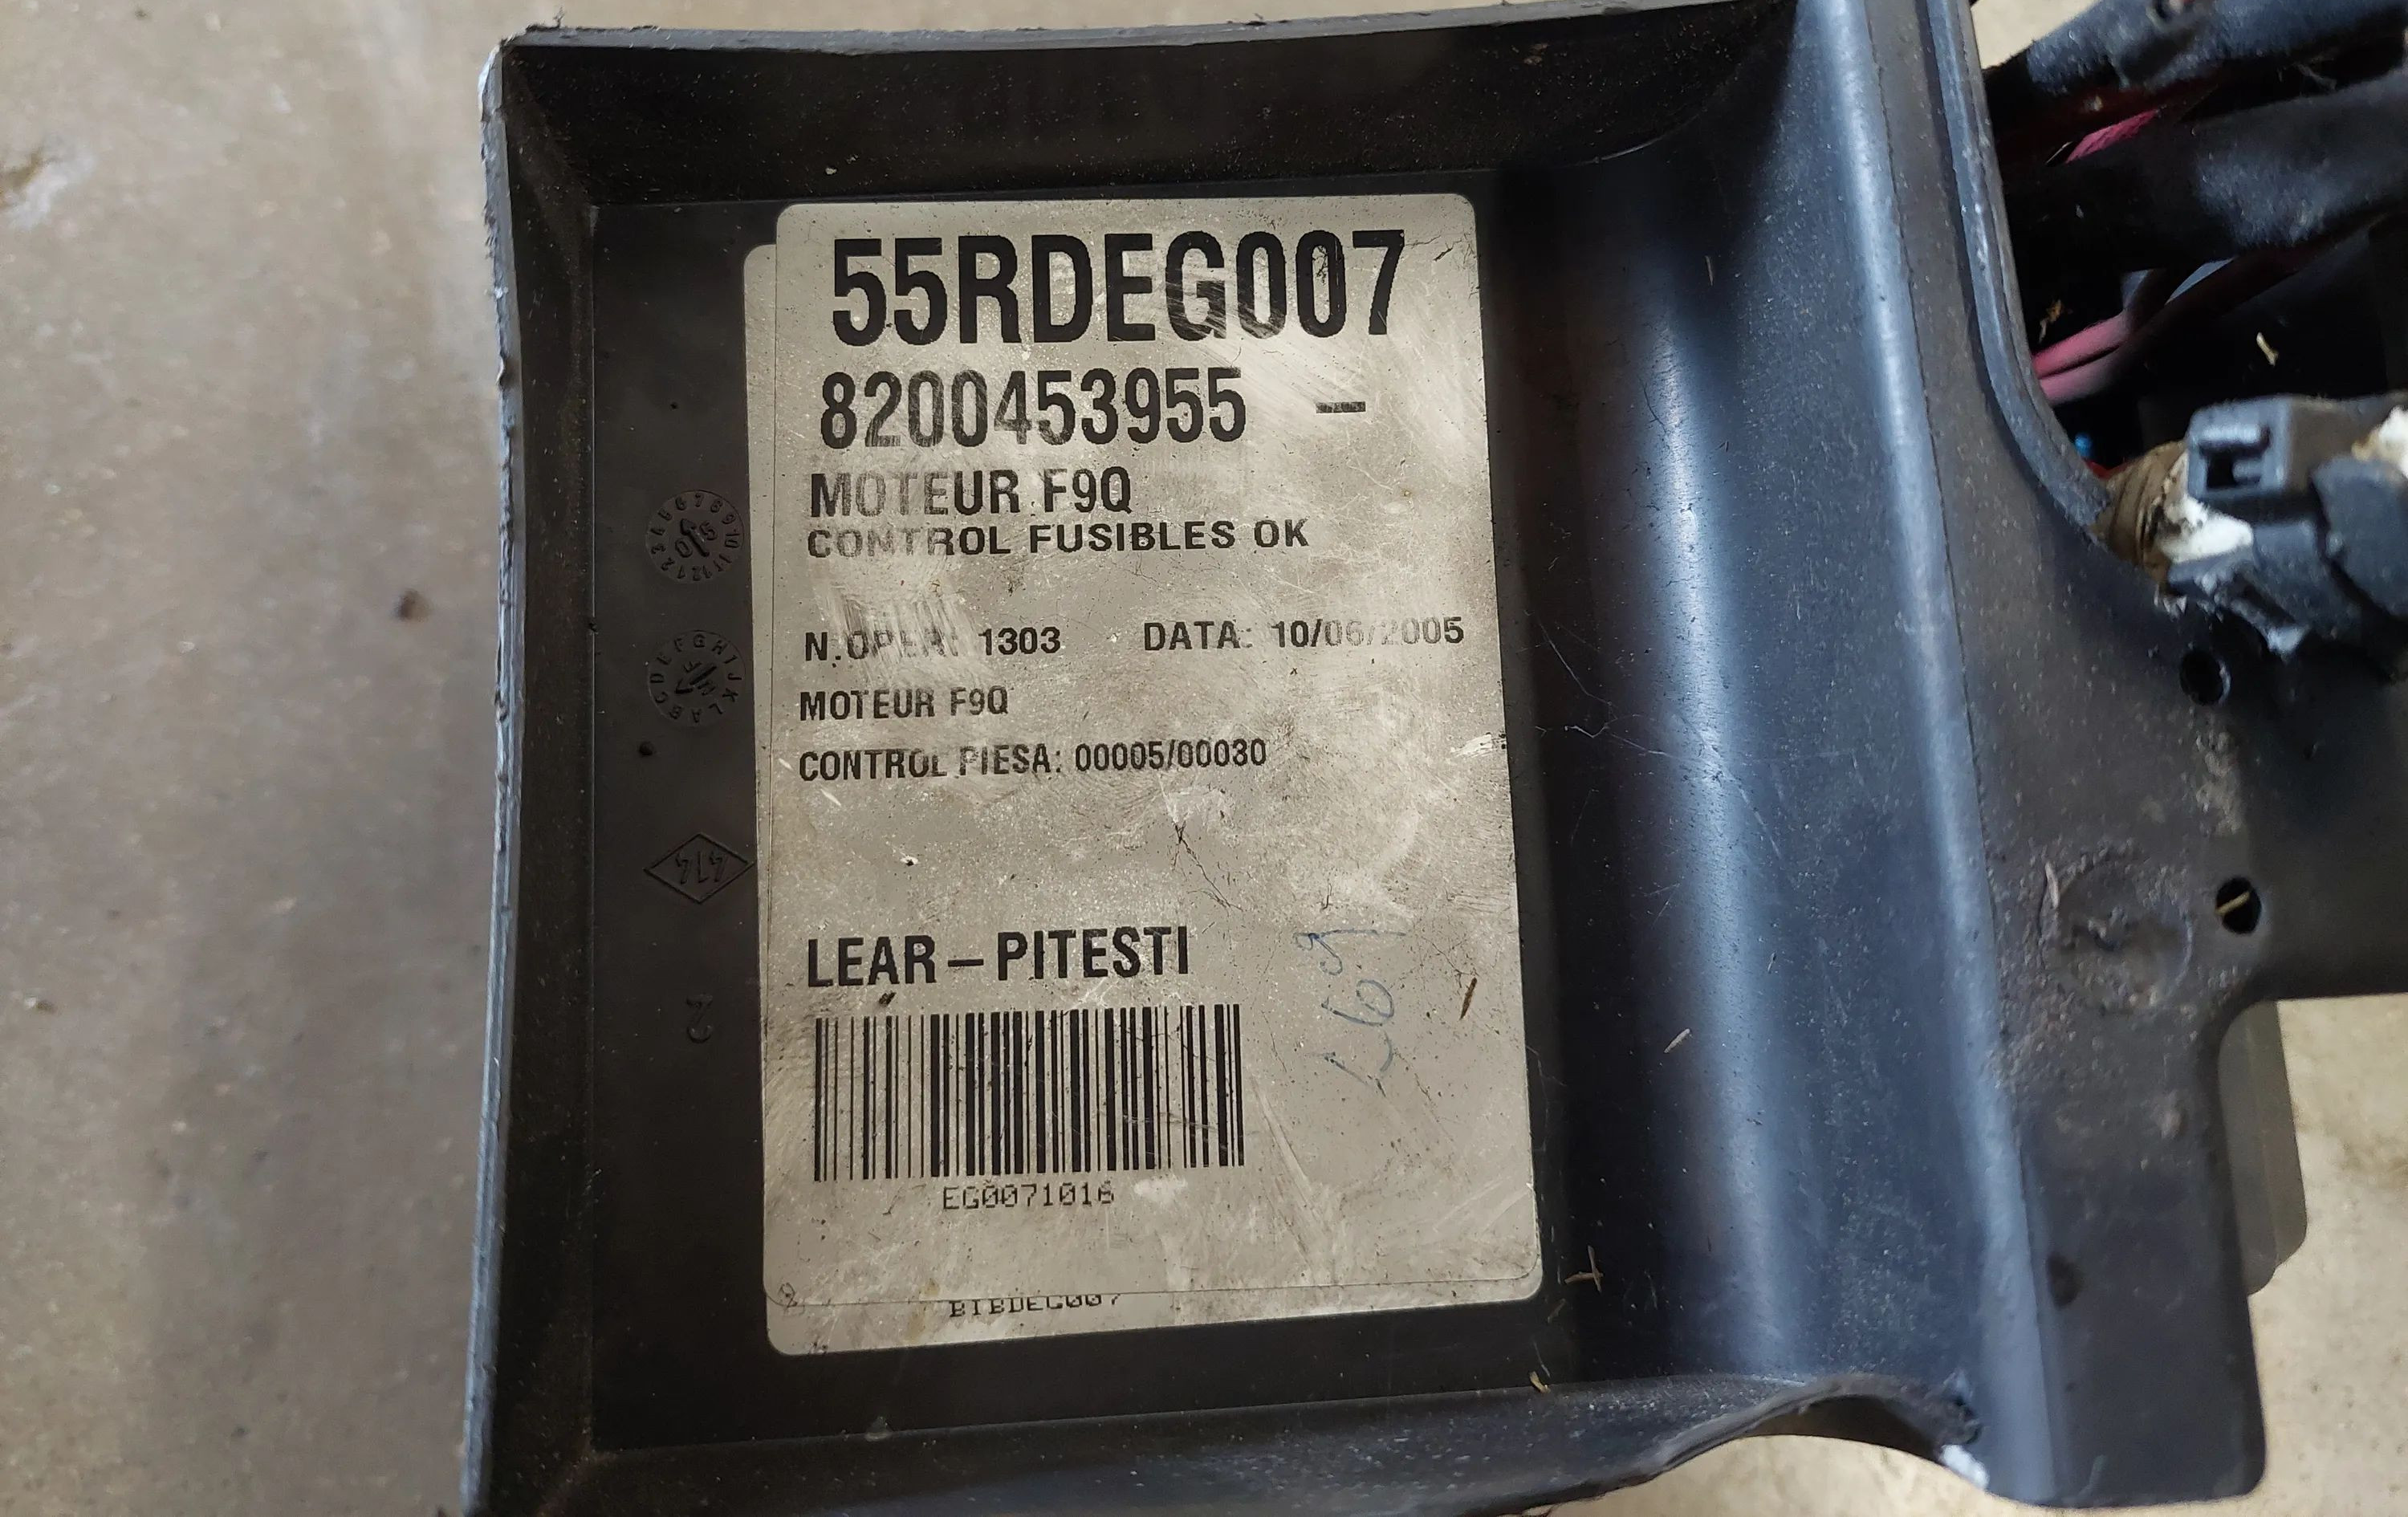 55RDEG007
8200453955 –
MOTEUR F9Q
CONTROL FUSIBLES OK
N.OPER: 1303 DATA: 10/06/2005
MOTEUR F9Q
CONTROL PIESA: 00005/00030
LEAR–PITESTI
EG0071016
2